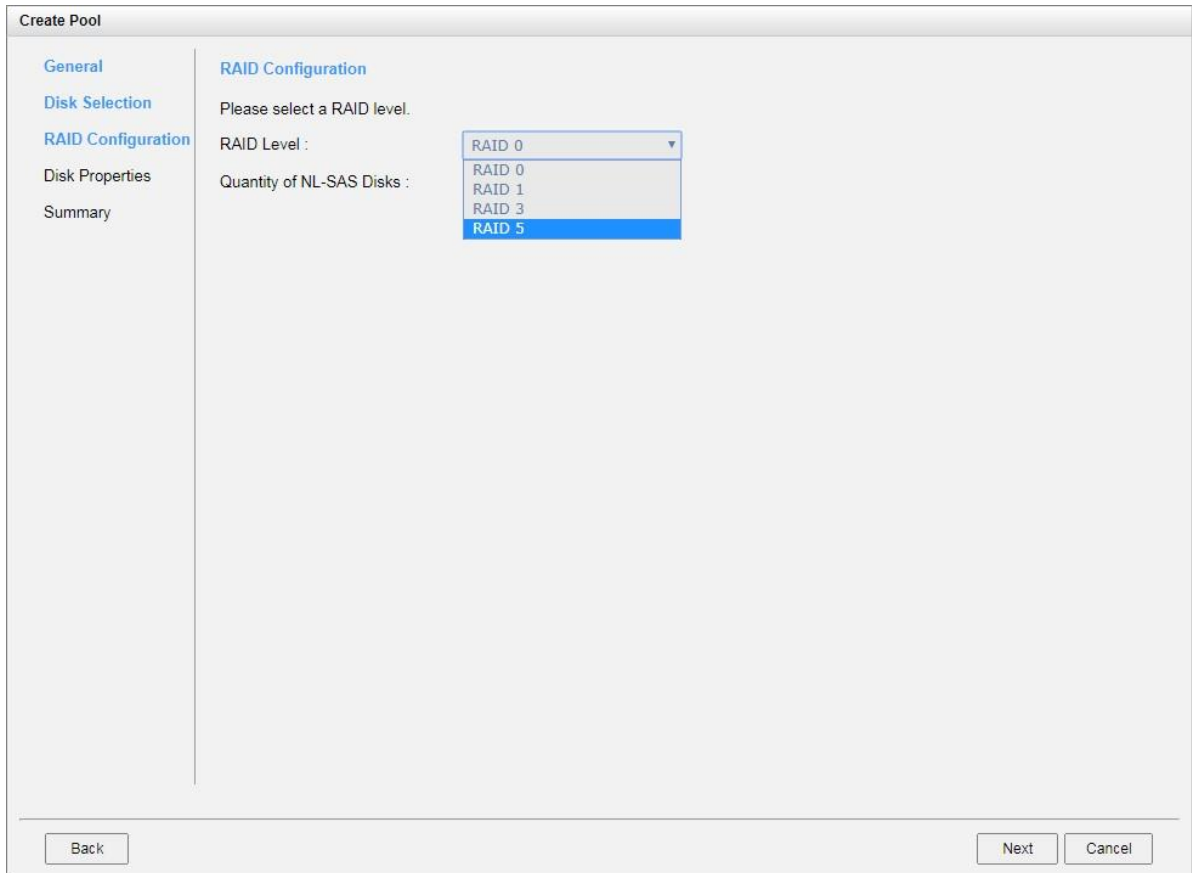 Create Pool
General
Disk Selection
RAID Configuration
Disk Properties
Summary
RAID Configuration
Please select a RAID level.
RAID Level :
RAID 0
Quantity of NL-SAS Disks :
RAID 0
RAID 1
RAID 3
RAID 5
Back
Next
Cancel